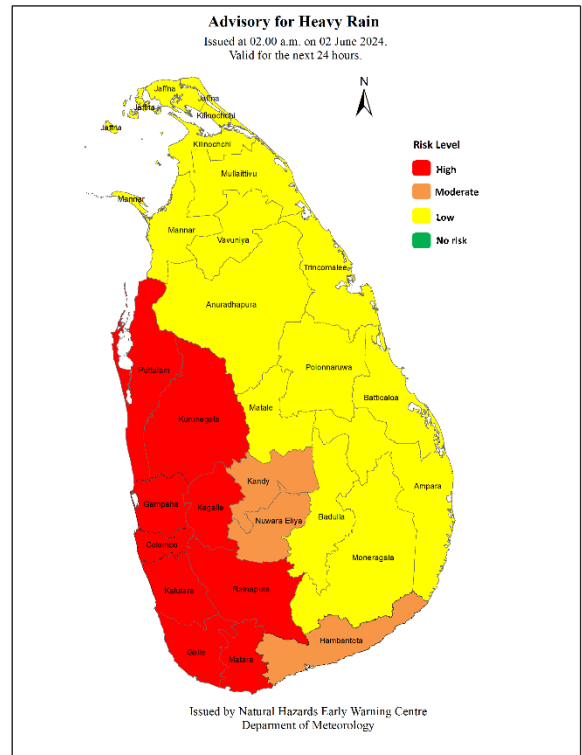 Advisory for Heavy Rain
Issued at 02.00 a.m. on 02 June 2024.
Valid for the next 24 hours.
N
Jaffna
Jaffna
Jaffna
Jaffna
Kilinochchi
Kilinochchi
Mullaittivu
Mannar
Mannar
Vavuniya
Trincomalee
Anuradhapura
Risk Level
High
Moderate
Low
No risk
Puttalam
Polonnaruwa
Batticaloa
Kurunegala
Matale
Kandy
Ampara
Gampaha
Kegalle
Nuwara Eliya
Badulla
Colombo
Moneragala
Kalutara
Ratnapura
Hambantota
Galle
Matara
Issued by Natural Hazards Early Warning Centre
Deparment of Meteorology